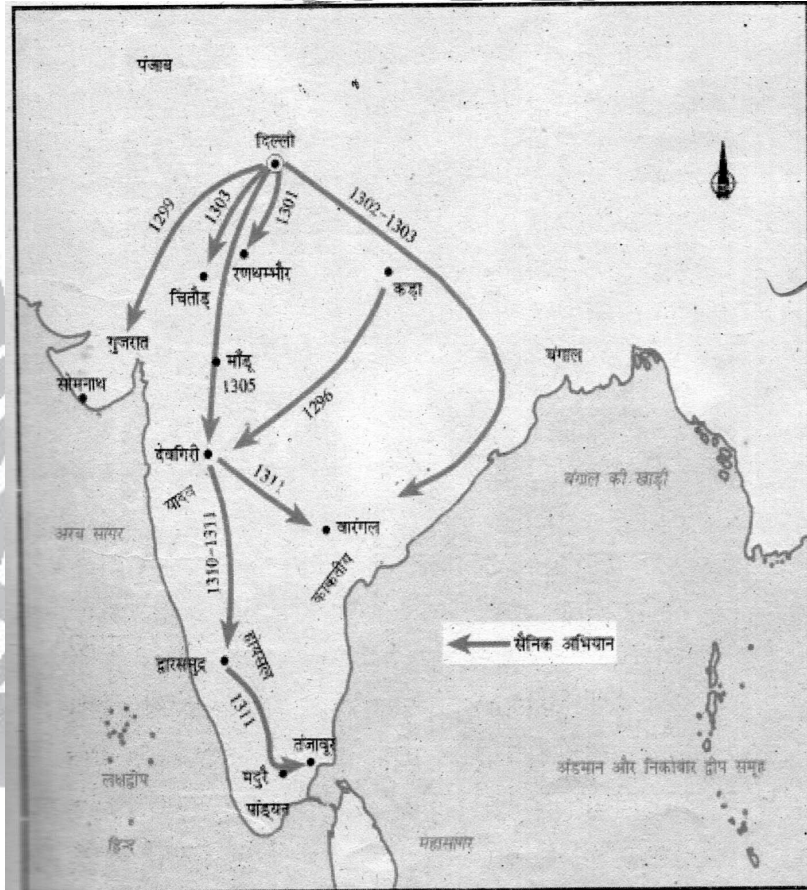 पंजाब
दिल्ली
1299
1303
1301
1302-1303
रणथम्भौर
चित्तौड़
कड़ा
गुजरात
माँडू
1305
बंगाल
सोमनाथ
1296
देवगिरी
1311
यादव
बंगाल की खाड़ी
वारंगल
अरब सागर
1310-1311
काकतीय
होयसल
सैनिक अभियान
द्वारसमुद्र
1311
तंजावूर
मदुरै
लक्षद्वीप
अंडमान और निकोबार द्वीप समूह
पांड्यन
हिन्द
महासागर